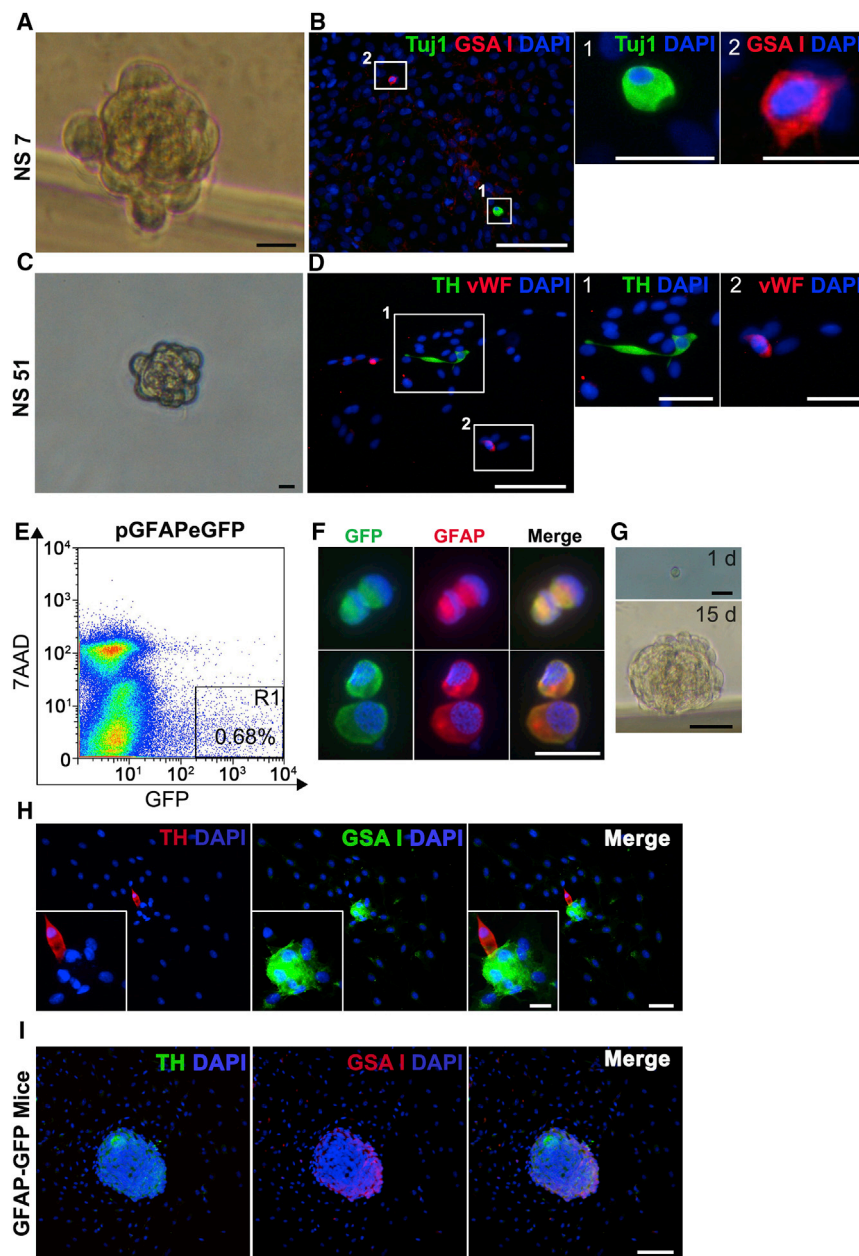 A
NS 7
B
Tuj1 GSA I DAPI
2
1
1
Tuj1 DAPI
2
GSA I DAPI
C
NS 51
D
TH vWF DAPI
1
2
1
TH DAPI
2
vWF DAPI
E
pGFAPeGFP
7AAD
10⁴
10³
10²
10¹
0
R1
0.68%
0
10¹
10²
10³
10⁴
GFP
F
GFP
GFAP
Merge
G
1 d
15 d
H
TH DAPI
GSA I DAPI
Merge
I
GFAP-GFP Mice
TH DAPI
GSA I DAPI
Merge